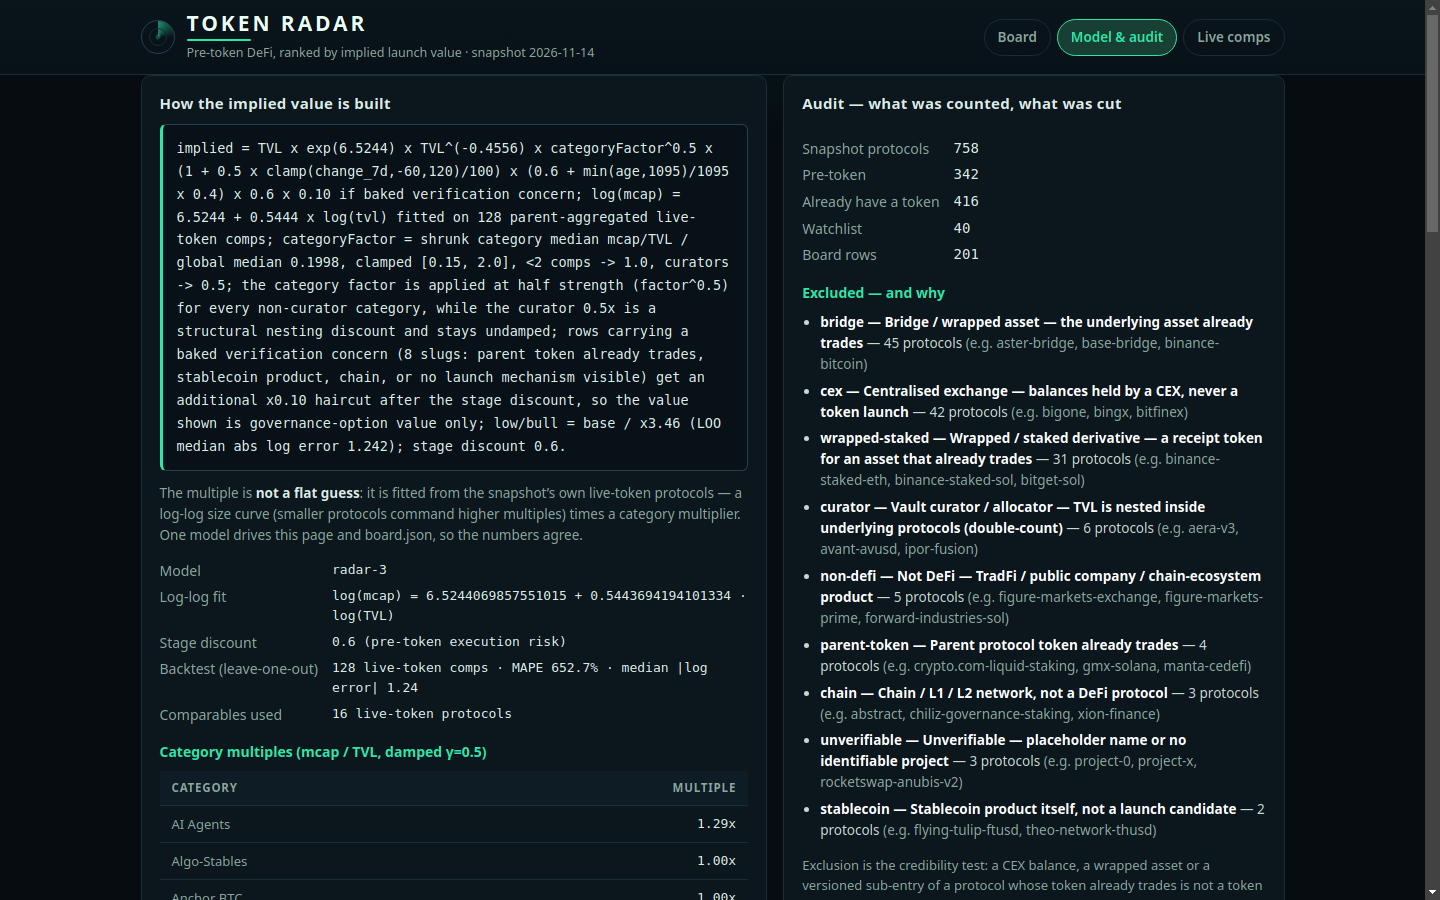 TOKEN RADAR
Pre-token DeFi, ranked by implied launch value · snapshot 2026-11-14
Board
Model & audit
Live comps
How the implied value is built
implied = TVL x exp(6.5244) x TVL^(-0.4556) x categoryFactor^0.5 x
(1 + 0.5 x clamp(change_7d,-60,120)/100) x (0.6 + min(age,1095)/1095
x 0.4) x 0.6 x 0.10 if baked verification concern; log(mcap) =
6.5244 + 0.5444 x log(tvl) fitted on 128 parent-aggregated live-
token comps; categoryFactor = shrunk category median mcap/TVL /
global median 0.1998, clamped [0.15, 2.0], <2 comps -> 1.0, curators
-> 0.5; the category factor is applied at half strength (factor^0.5)
for every non-curator category, while the curator 0.5x is a
structural nesting discount and stays undamped; rows carrying a
baked verification concern (8 slugs: parent token already trades,
stablecoin product, chain, or no launch mechanism visible) get an
additional x0.10 haircut after the stage discount, so the value
shown is governance-option value only; low/bull = base / x3.46 (LOO
median abs log error 1.242); stage discount 0.6.
The multiple is not a flat guess: it is fitted from the snapshot's own live-token protocols — a
log-log size curve (smaller protocols command higher multiples) times a category multiplier.
One model drives this page and board.json, so the numbers agree.
Model radar-3
Log-log fit log(mcap) = 6.5244069857551015 + 0.5443694194101334 ·
log(TVL)
Stage discount 0.6 (pre-token execution risk)
Backtest (leave-one-out) 128 live-token comps · MAPE 652.7% · median |log
error| 1.24
Comparables used 16 live-token protocols
Category multiples (mcap / TVL, damped γ=0.5)
CATEGORY MULTIPLE
AI Agents 1.29x
Algo-Stables 1.00x
Anchor BTC 1.00x
Audit — what was counted, what was cut
Snapshot protocols 758
Pre-token 342
Already have a token 416
Watchlist 40
Board rows 201
Excluded — and why
• bridge — Bridge / wrapped asset — the underlying asset already
trades — 45 protocols (e.g. aster-bridge, base-bridge, binance-
bitcoin)
• cex — Centralised exchange — balances held by a CEX, never a
token launch — 42 protocols (e.g. bigone, bingx, bitfinex)
• wrapped-staked — Wrapped / staked derivative — a receipt token
for an asset that already trades — 31 protocols (e.g. binance-
staked-eth, binance-staked-sol, bitget-sol)
• curator — Vault curator / allocator — TVL is nested inside
underlying protocols (double-count) — 6 protocols (e.g. aera-v3,
avant-avusd, ipor-fusion)
• non-defi — Not DeFi — TradFi / public company / chain-ecosystem
product — 5 protocols (e.g. figure-markets-exchange, figure-markets-
prime, forward-industries-sol)
• parent-token — Parent protocol token already trades — 4
protocols (e.g. crypto.com-liquid-staking, gmx-solana, manta-cedefi)
• chain — Chain / L1 / L2 network, not a DeFi protocol — 3 protocols
(e.g. abstract, chiliz-governance-staking, xion-finance)
• unverifiable — Unverifiable — placeholder name or no
identifiable project — 3 protocols (e.g. project-0, project-x,
rocketswap-anubis-v2)
• stablecoin — Stablecoin product itself, not a launch candidate — 2
protocols (e.g. flying-tulip-ftusd, theo-network-thusd)
Exclusion is the credibility test: a CEX balance, a wrapped asset or a
versioned sub-entry of a protocol whose token already trades is not a token